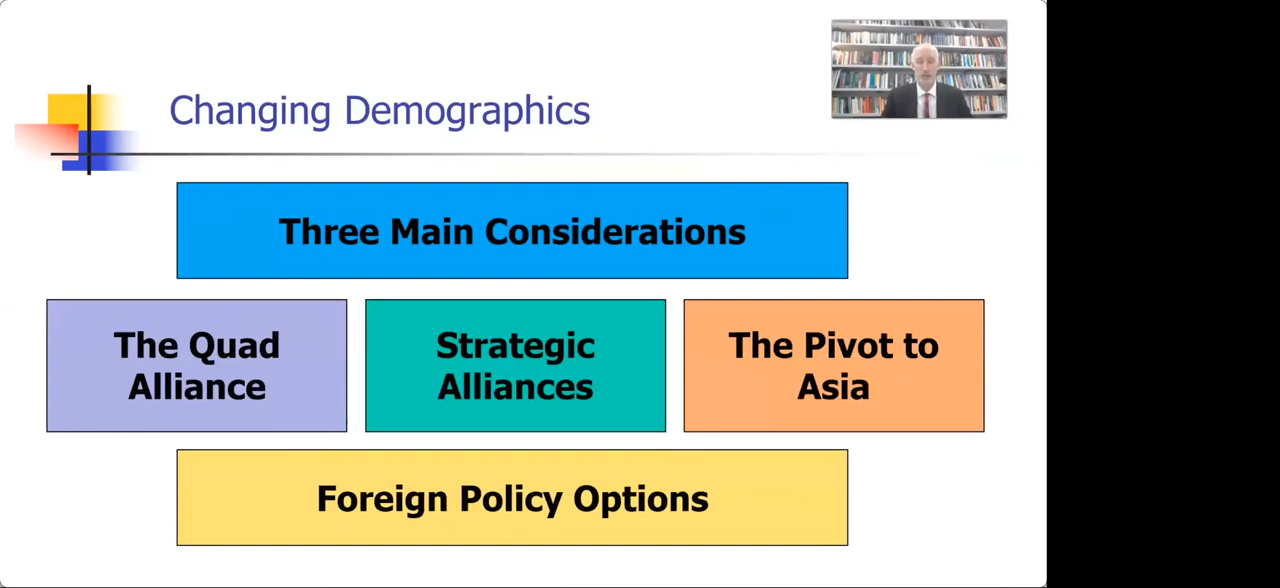 Changing Demographics
Three Main Considerations
The Quad
Alliance
Strategic
Alliances
The Pivot to
Asia
Foreign Policy Options